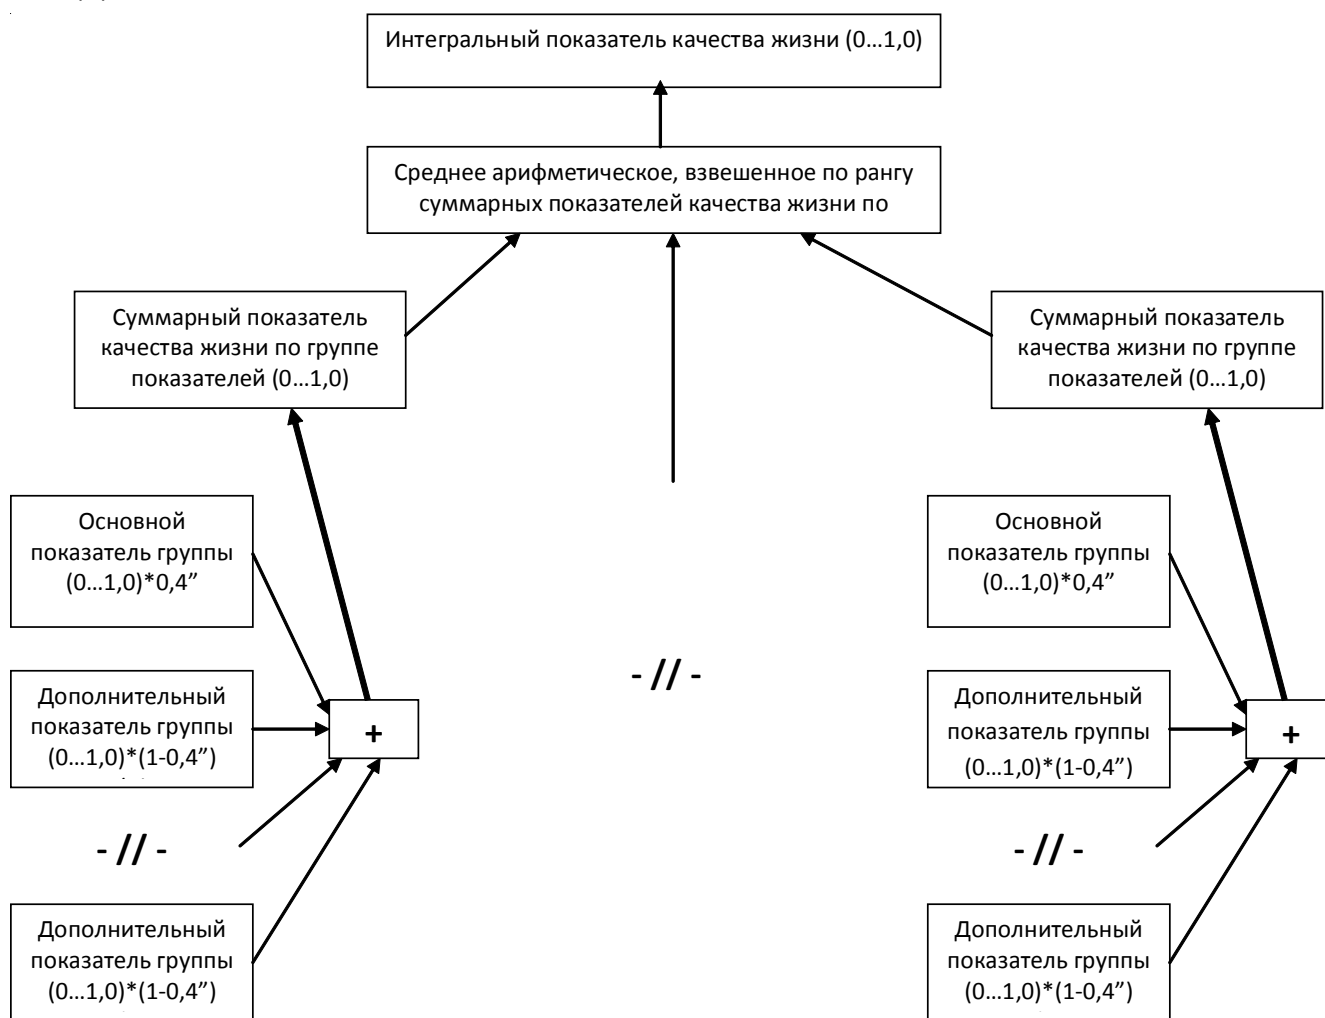 Интегральный показатель качества жизни (0...1,0)
Среднее арифметическое, взвешенное по рангу
суммарных показателей качества жизни по
Суммарный показатель
качества жизни по группе
показателей (0...1,0)
Суммарный показатель
качества жизни по группе
показателей (0...1,0)
Основной
показатель группы
(0...1,0)*0,4”
Основной
показатель группы
(0...1,0)*0,4”
- // -
Дополнительный
показатель группы
(0...1,0)*(1-0,4”)
+
Дополнительный
показатель группы
(0...1,0)*(1-0,4”)
+
- // -
- // -
Дополнительный
показатель группы
(0...1,0)*(1-0,4”)
Дополнительный
показатель группы
(0...1,0)*(1-0,4”)